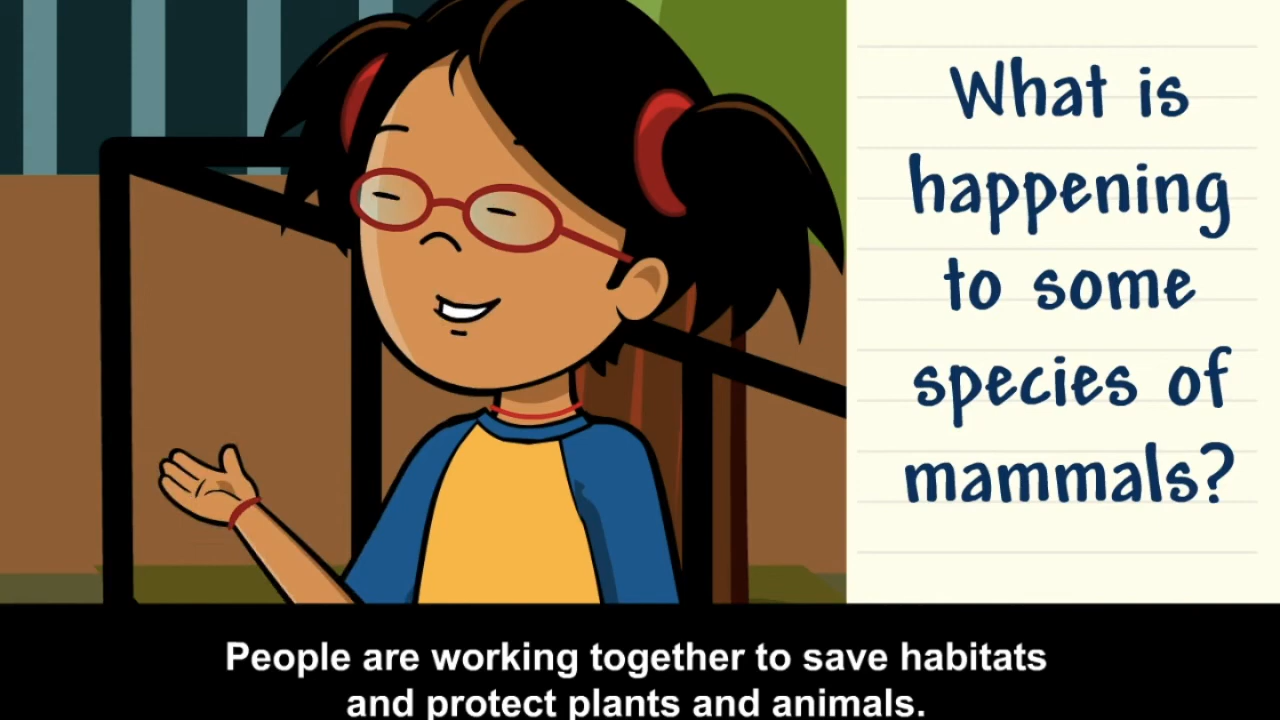 What is
happening
to some
species of
mammals?
People are working together to save habitats
and protect plants and animals.